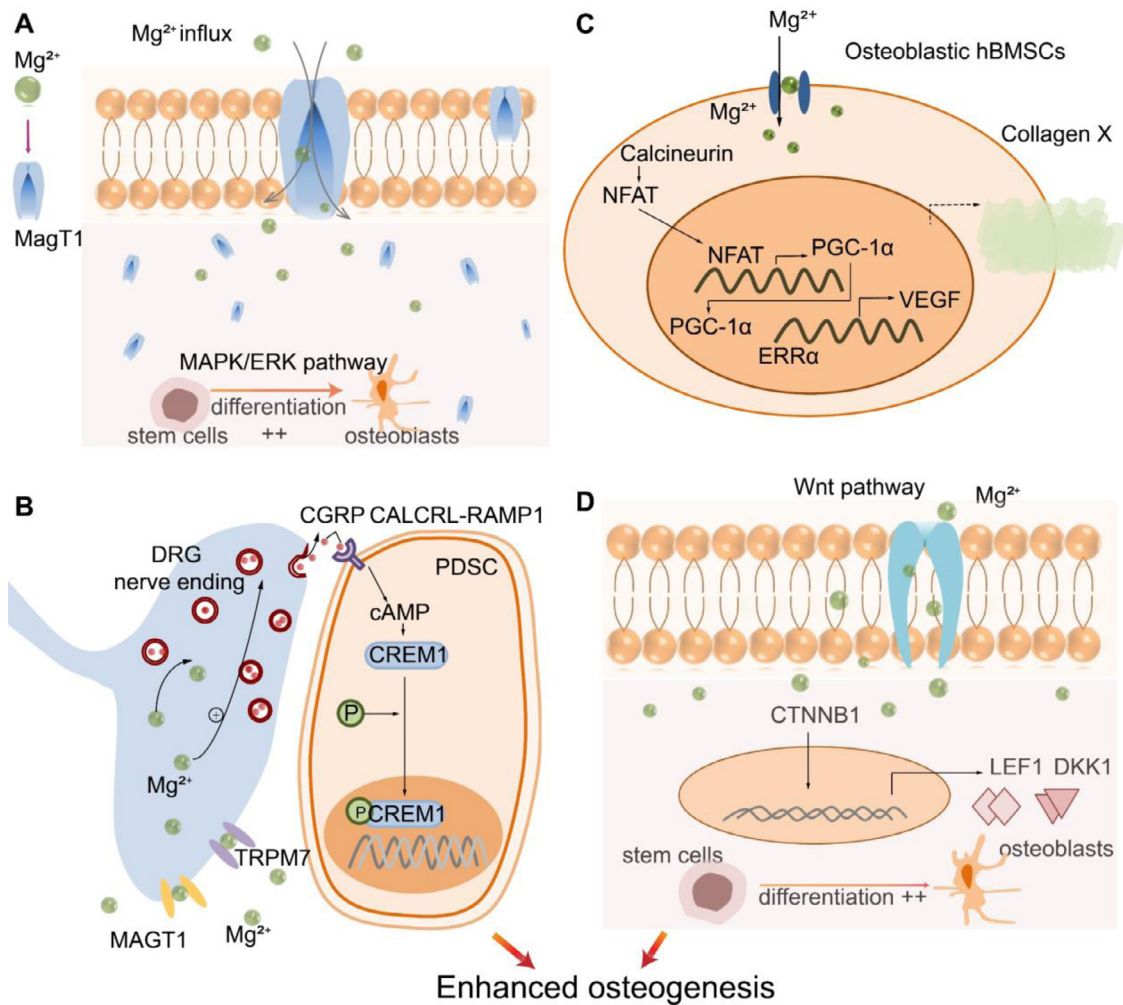 A
Mg²⁺ influx
Mg²⁺
MagT1
MAPK/ERK pathway
differentiation
stem cells ++ osteoblasts
C
Mg²⁺
Osteoblastic hBMSCs
Mg²⁺
Collagen X
Calcineurin
NFAT
NFAT PGC-1α
VEGF
PGC-1α
ERRα
B
CGRP CALCRL-RAMP1
DRG
nerve ending
PDSC
cAMP
CREM1
P
+
Mg²⁺
P CREM1
TRPM7
MAGT1
Mg²⁺
D
Wnt pathway
Mg²⁺
CTNNB1
LEF1 DKK1
stem cells
osteoblasts
differentiation ++
Enhanced osteogenesis